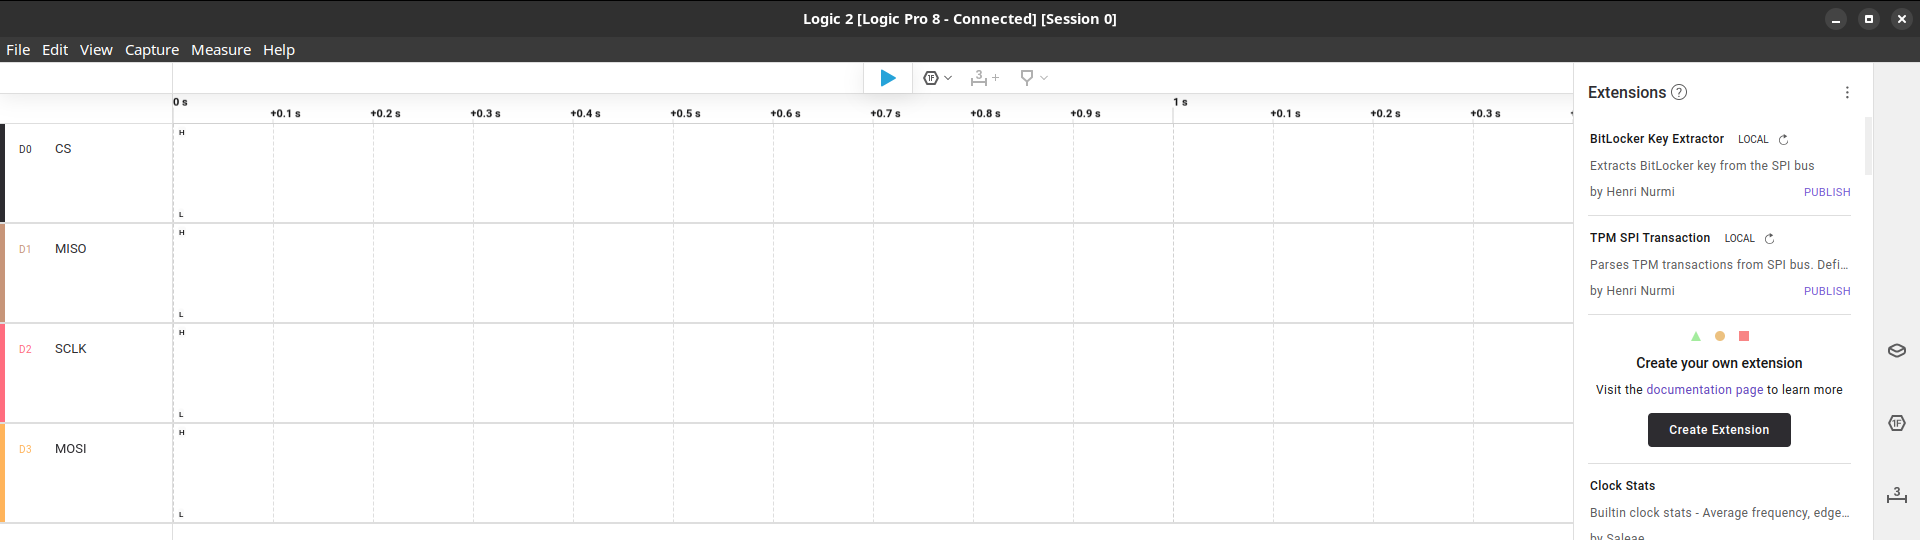 Logic 2 [Logic Pro 8 - Connected] [Session 0]
File Edit View Capture Measure Help
1F 3 +
0 s 1 s
+0.1 s +0.2 s +0.3 s +0.4 s +0.5 s +0.6 s +0.7 s +0.8 s +0.9 s +0.1 s +0.2 s +0.3 s
H
D0 CS
L
H
D1 MISO
L
H
D2 SCLK
L
H
D3 MOSI
L
Extensions ?
BitLocker Key Extractor LOCAL
Extracts BitLocker key from the SPI bus
by Henri Nurmi PUBLISH
TPM SPI Transaction LOCAL
Parses TPM transactions from SPI bus. Defi...
by Henri Nurmi PUBLISH
Create your own extension
Visit the documentation page to learn more
Create Extension
Clock Stats
Builtin clock stats - Average frequency, edge...
by Saleae
1F
3